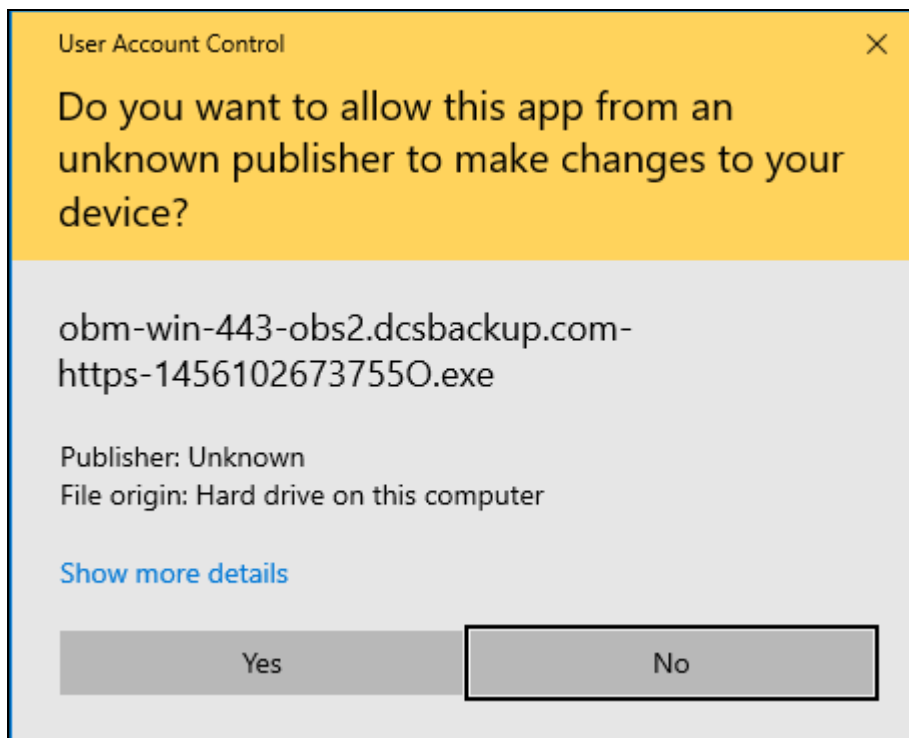 User Account Control
Do you want to allow this app from an
unknown publisher to make changes to your
device?
obm-win-443-obs2.dcsbackup.com-
https-1456102673755O.exe
Publisher: Unknown
File origin: Hard drive on this computer
Show more details
Yes
No